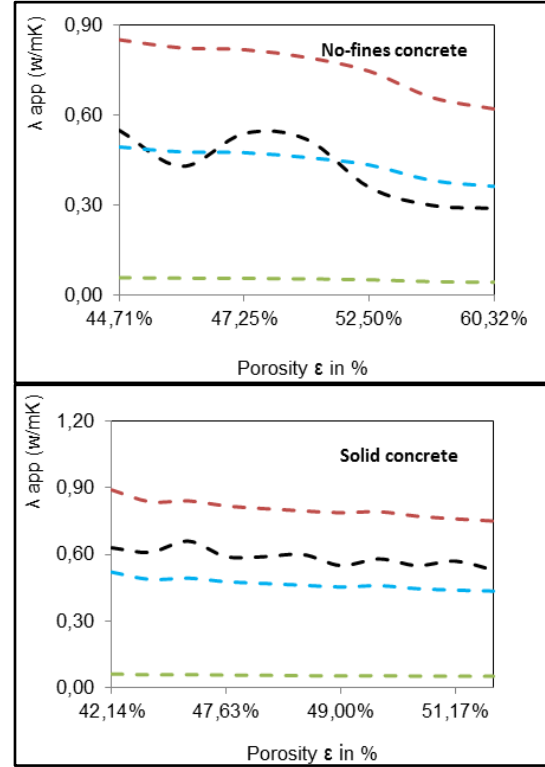 λ app (w/mK)
No-fines concrete
0,90
0,60
0,30
0,00
44,71% 47,25% 52,50% 60,32%
Porosity ε in %
λ app (w/mK)
Solid concrete
1,20
0,90
0,60
0,30
0,00
42,14% 47,63% 49,00% 51,17%
Porosity ε in %